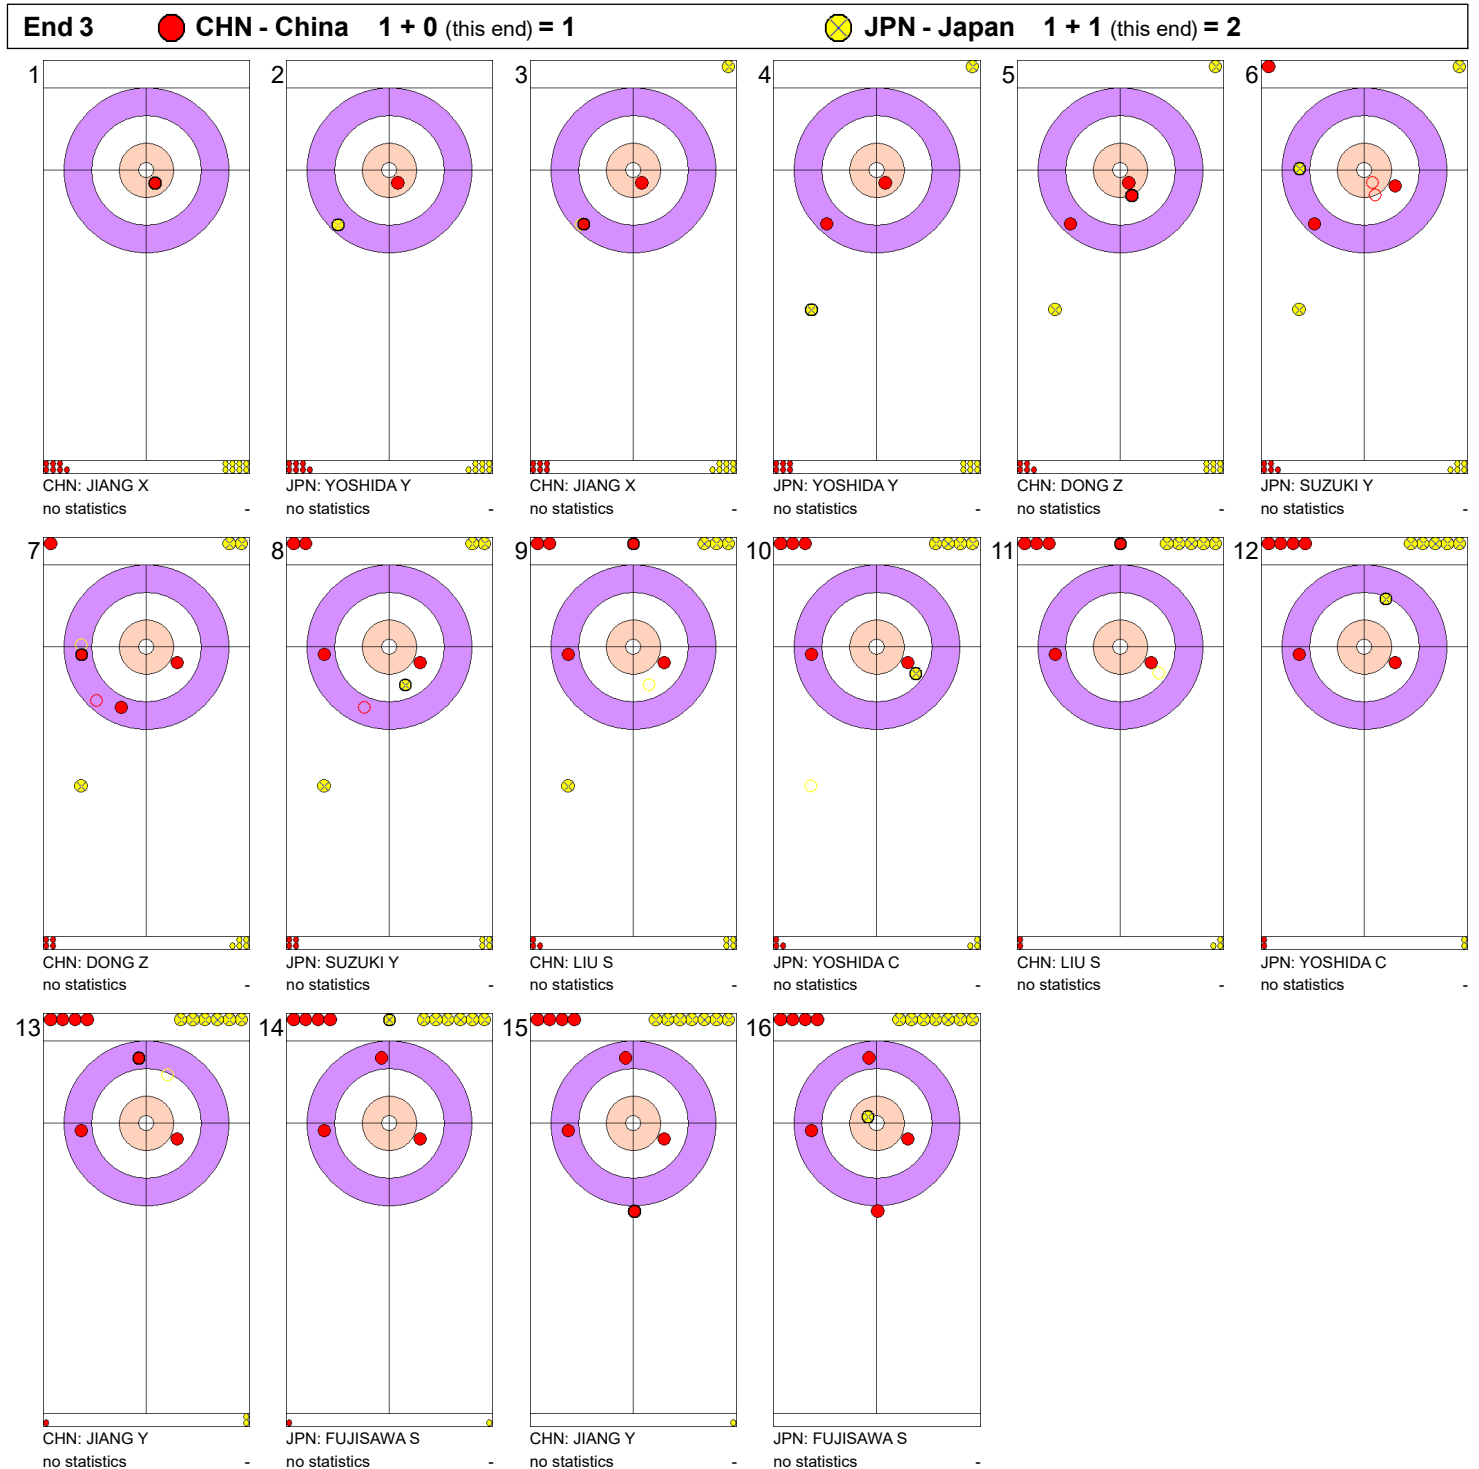 End 3 CHN - China 1 + 0 (this end) = 1 JPN - Japan 1 + 1 (this end) = 2
1 2 3 4 5 6
CHN: JIANG X JPN: YOSHIDA Y CHN: JIANG X JPN: YOSHIDA Y CHN: DONG Z JPN: SUZUKI Y
no statistics - no statistics - no statistics - no statistics - no statistics - no statistics -
7 8 9 10 11 12
CHN: DONG Z JPN: SUZUKI Y CHN: LIU S JPN: YOSHIDA C CHN: LIU S JPN: YOSHIDA C
no statistics - no statistics - no statistics - no statistics - no statistics - no statistics -
13 14 15 16
CHN: JIANG Y JPN: FUJISAWA S CHN: JIANG Y JPN: FUJISAWA S
no statistics - no statistics - no statistics - no statistics -